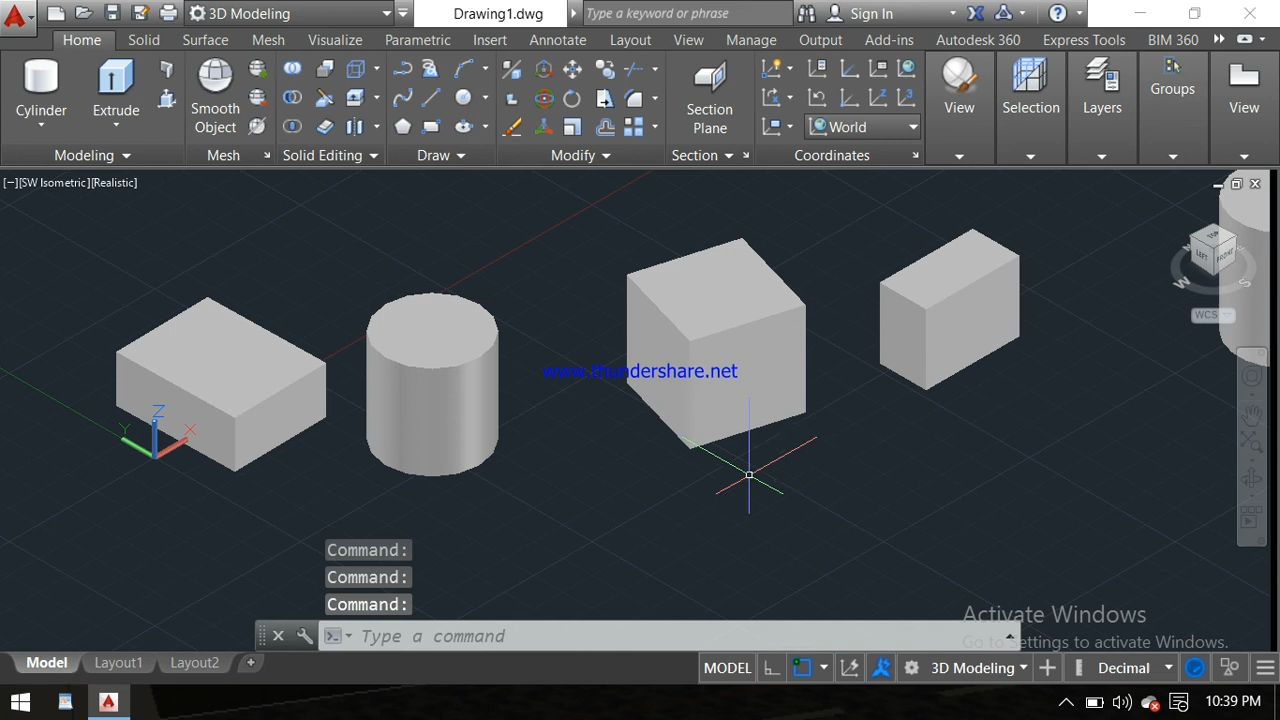 3D Modeling
Drawing1.dwg
Type a keyword or phrase
Sign In
Home
Solid
Surface
Mesh
Visualize
Parametric
Insert
Annotate
Layout
View
Manage
Output
Add-ins
Autodesk 360
Express Tools
BIM 360
Cylinder
Extrude
Smooth
Object
Section
Plane
World
View
Selection
Layers
Groups
View
Modeling
Mesh
Solid Editing
Draw
Modify
Section
Coordinates
[−][SW Isometric][Realistic]
TOP
LEFT
FRONT
W
S
WCS
www.thundershare.net
Z
Y
X
Command:
Command:
Command:
Type a command
Activate Windows
Go to Settings to activate Windows.
Model
Layout1
Layout2
MODEL
3D Modeling
Decimal
10:39 PM